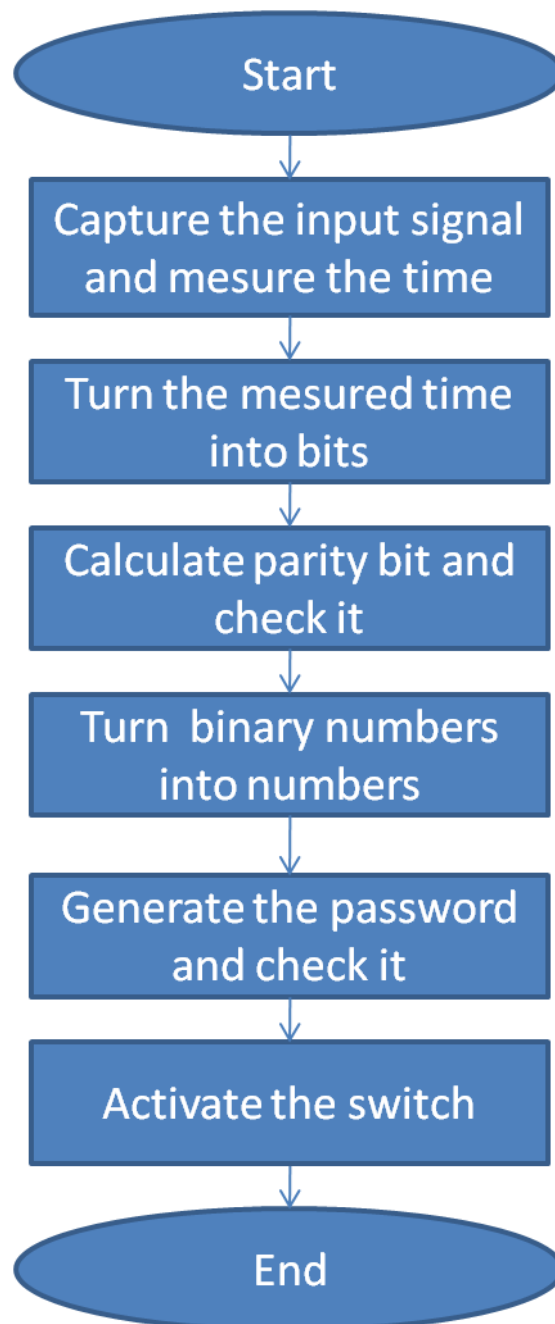 Start
Capture the input signal
and mesure the time
Turn the mesured time
into bits
Calculate parity bit and
check it
Turn  binary numbers
into numbers
Generate the password
and check it
Activate the switch
End